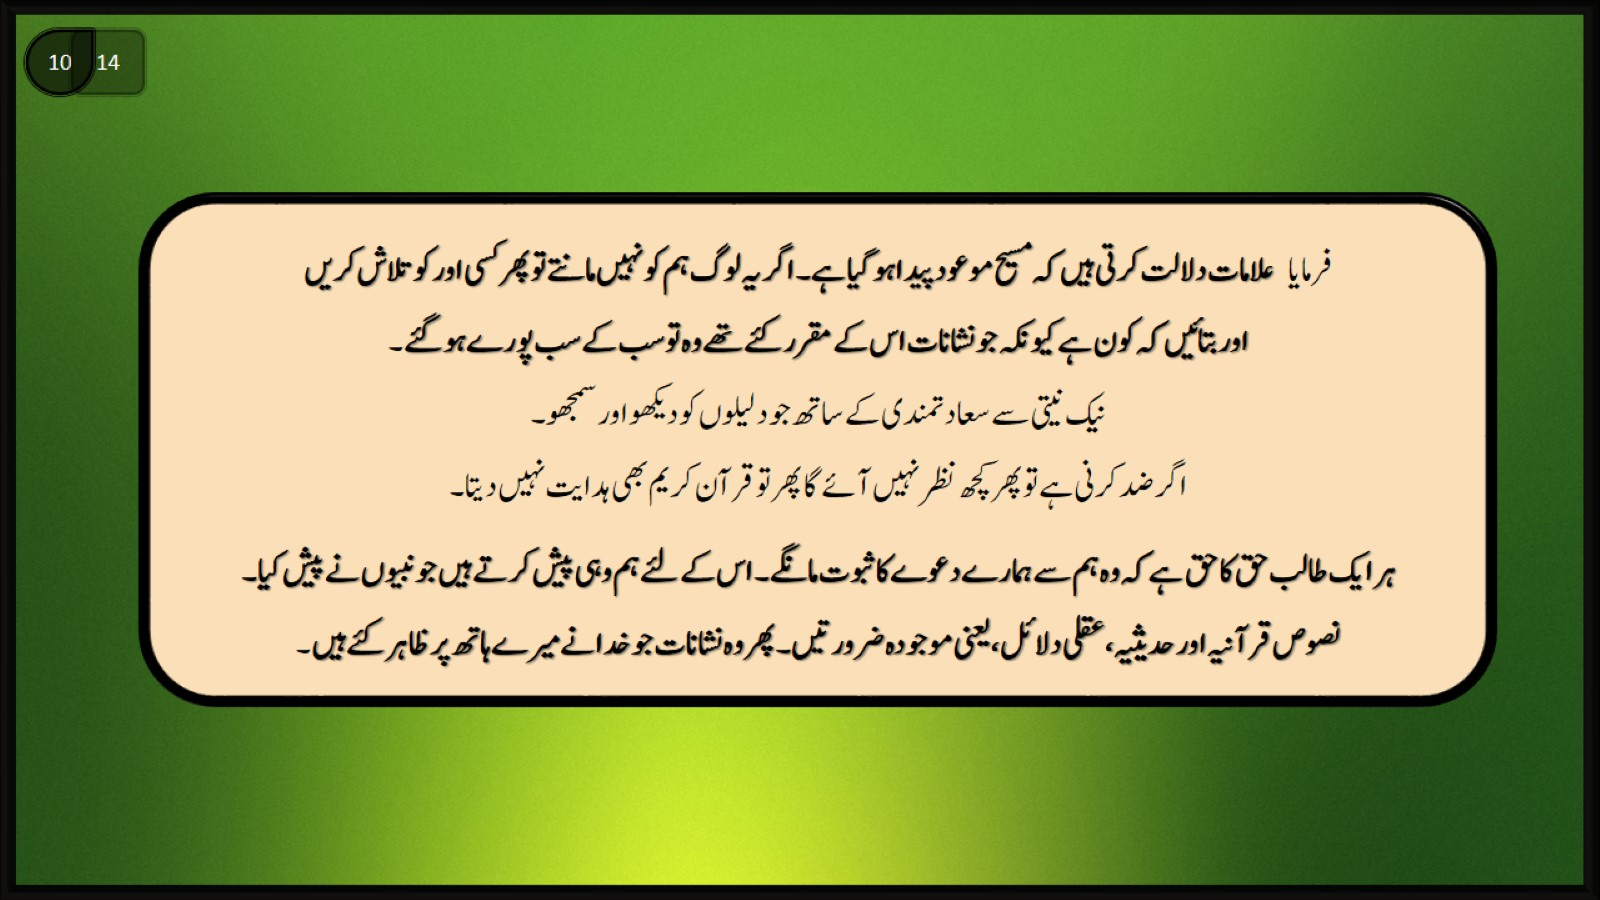 10 14
فرمایا علامات دلالت کرتی ہیں کہ مسیح موعود پیدا ہو گیا ہے۔ اگر یہ لوگ ہم کو نہیں مانتے تو پھر کسی اور کو تلاش کریں
اور بتائیں کہ کون ہے کیونکہ جو نشانات اس کے مقرر کئے تھے وہ تو سب کے سب پورے ہو گئے۔
نیک نیتی سے سعادتمندی کے ساتھ جو دلیلوں کو دیکھو اور سمجھو۔
اگر ضد کرنی ہے تو پھر کچھ نظر نہیں آئے گا پھر تو قرآن کریم بھی ہدایت نہیں دیتا۔
ہر ایک طالب حق کا حق ہے کہ وہ ہم سے ہمارے دعوے کا ثبوت مانگے۔ اس کے لئے ہم وہی پیش کرتے ہیں جو نبیوں نے پیش کیا۔
نصوص قرآنیہ اور حدیثیہ، عقلی دلائل، یعنی موجودہ ضرورتیں۔ پھر وہ نشانات جو خدا نے میرے ہاتھ پر ظاہر کئے ہیں۔